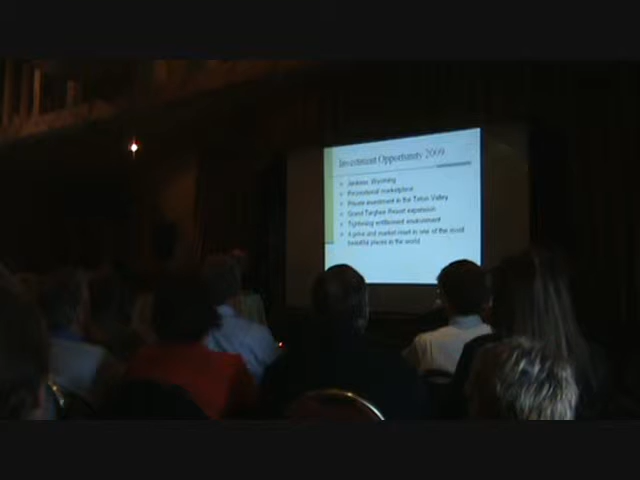 Investment Opportunity 2009
Jackson, Wyoming
Recreational marketplace
Private investment in the Teton Valley
Grand Targhee Resort expansion
Tightening entitlement environment
A price and market reset in one of the most
beautiful places in the world